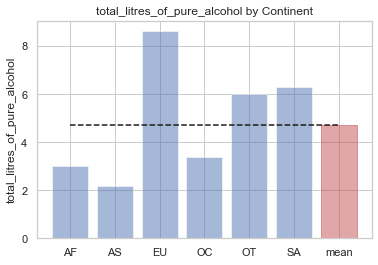 total_litres_of_pure_alcohol by Continent
total_litres_of_pure_alcohol
8
6
4
2
0
AF AS EU OC OT SA mean